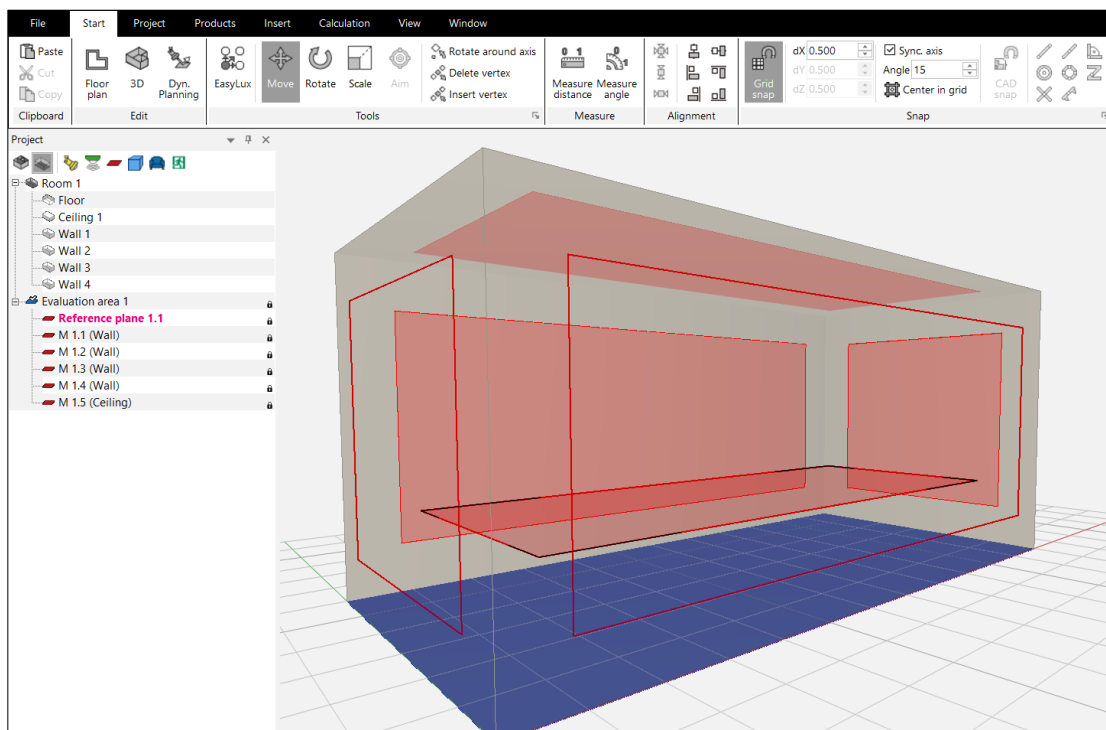 File Start Project Products Insert Calculation View Window
Paste
Cut
Copy
Clipboard
Floor plan
3D
Dyn. Planning
Edit
EasyLux
Move
Rotate
Scale
Aim
Rotate around axis
Delete vertex
Insert vertex
Tools
0 1
Measure distance
0
Measure angle
Measure
Alignment
Grid snap
dX 0.500
dY 0.500
dZ 0.500
Sync. axis
Angle 15
Center in grid
CAD snap
Snap
Project
Room 1
Floor
Ceiling 1
Wall 1
Wall 2
Wall 3
Wall 4
Evaluation area 1
Reference plane 1.1
M 1.1 (Wall)
M 1.2 (Wall)
M 1.3 (Wall)
M 1.4 (Wall)
M 1.5 (Ceiling)